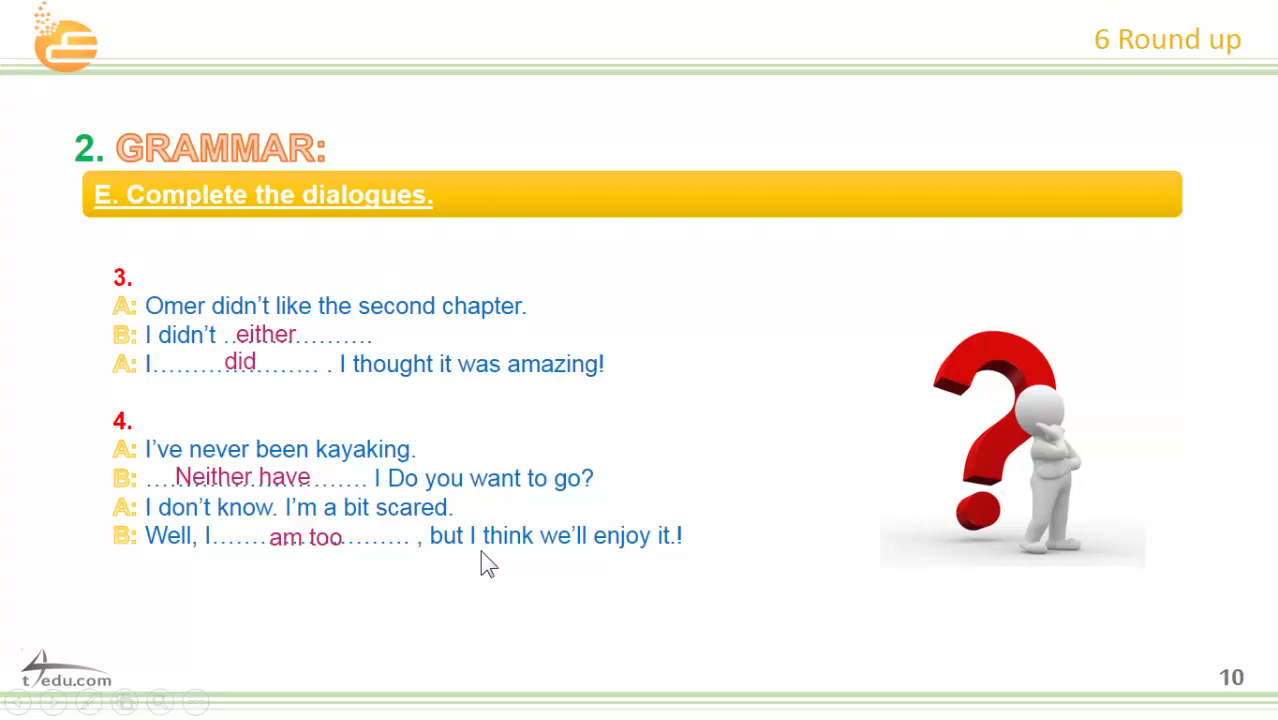 6 Round up
2. GRAMMAR:
E. Complete the dialogues.
3.
A: Omer didn't like the second chapter.
B: I didn't ..either...........
A: I...........did.......... . I thought it was amazing!
4.
A: I've never been kayaking.
B: ....Neither have....... I Do you want to go?
A: I don't know. I'm a bit scared.
B: Well, I.......am too.......... , but I think we'll enjoy it.!
t4edu.com
10